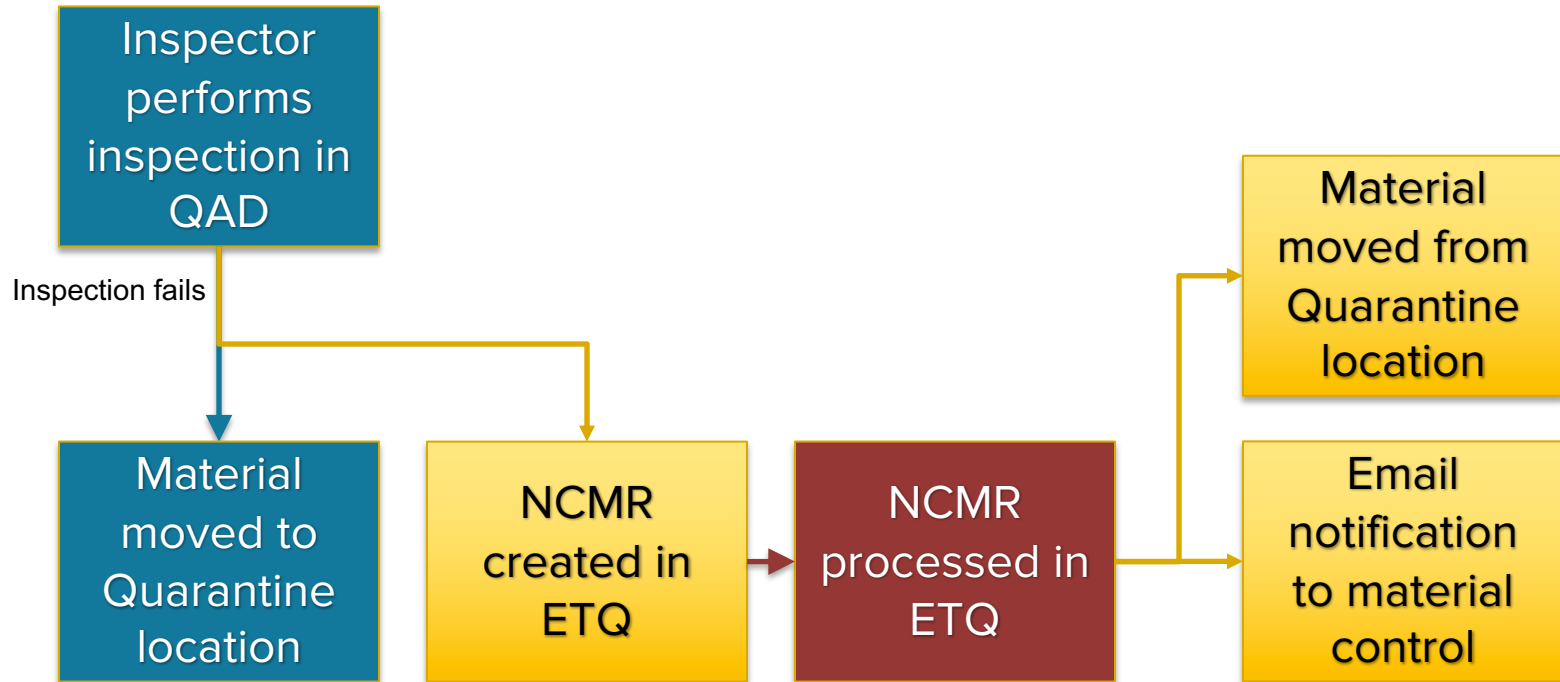 Inspector
performs
inspection in
QAD
Inspection fails
Material
moved to
Quarantine
location
NCMR
created in
ETQ
NCMR
processed in
ETQ
Material
moved from
Quarantine
location
Email
notification
to material
control